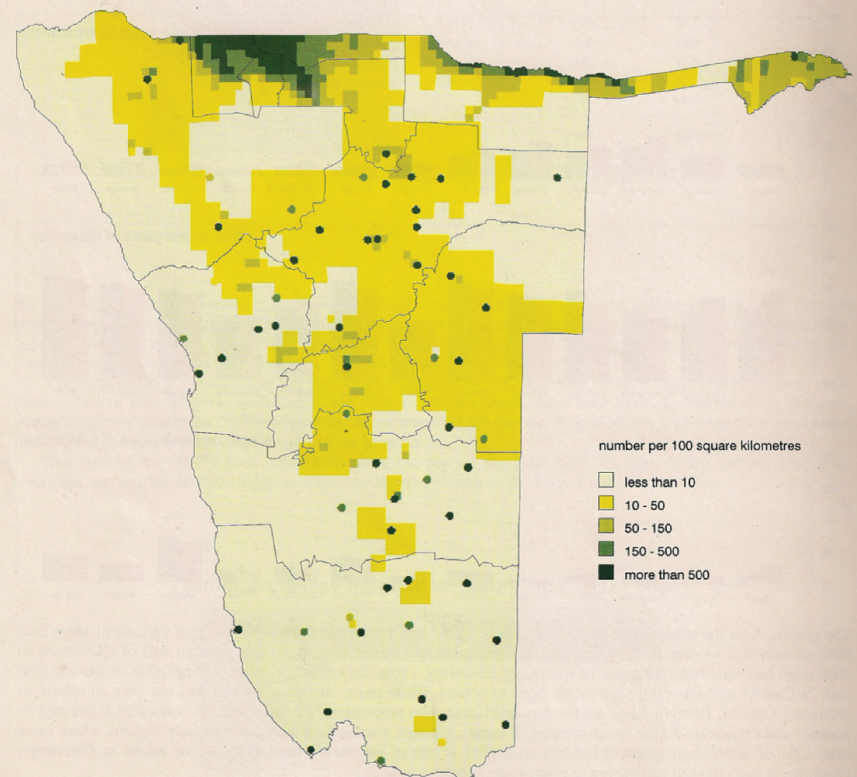 number per 100 square kilometres
less than 10
10 - 50
50 - 150
150 - 500
more than 500